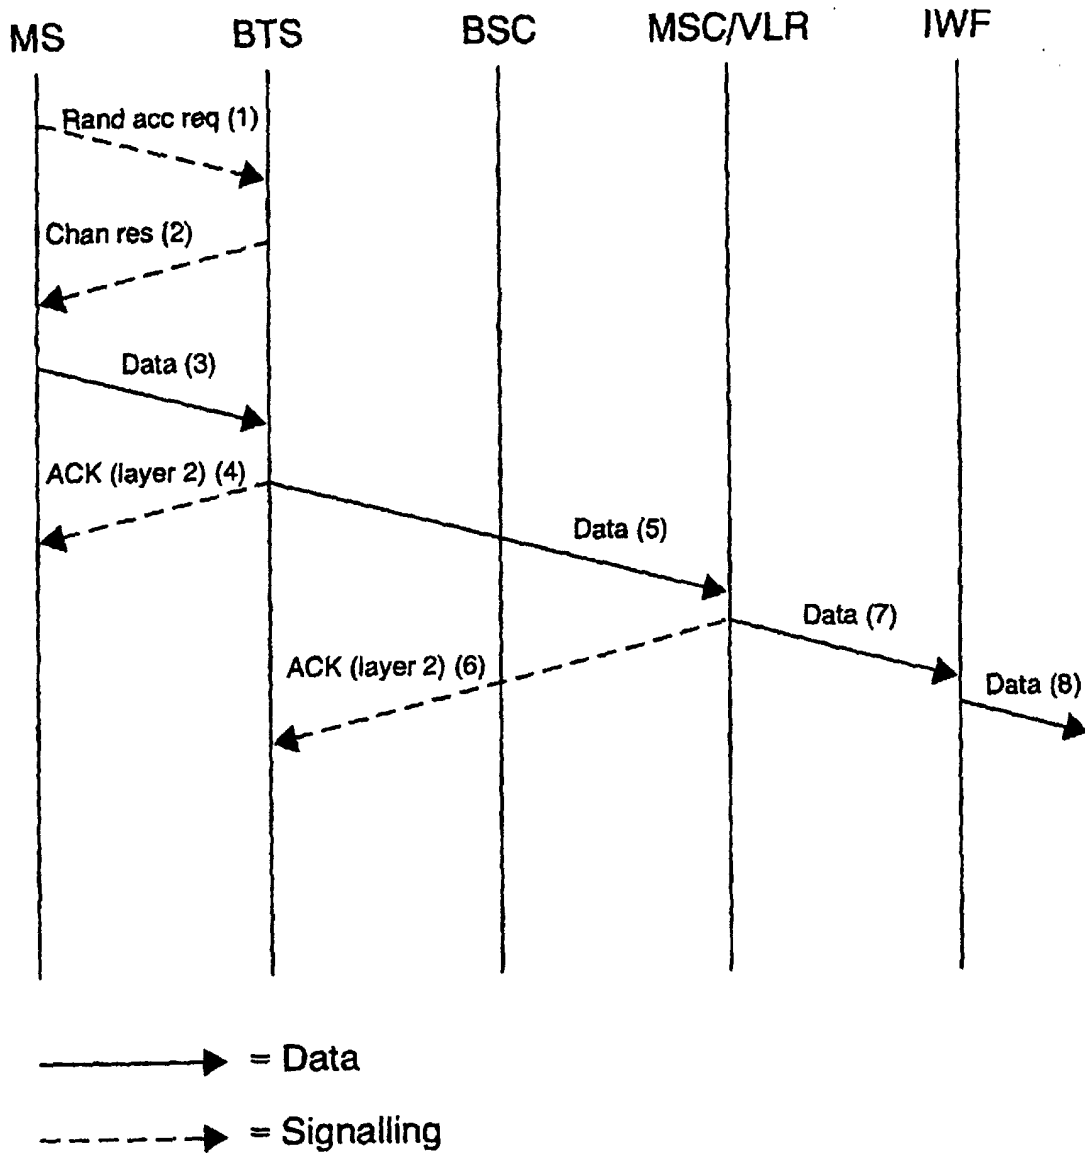 MS BTS BSC MSC/VLR IWF
Rand acc req (1)
Chan res (2)
Data (3)
ACK (layer 2) (4)
Data (5)
Data (7)
ACK (layer 2) (6)
Data (8)
= Data
= Signalling